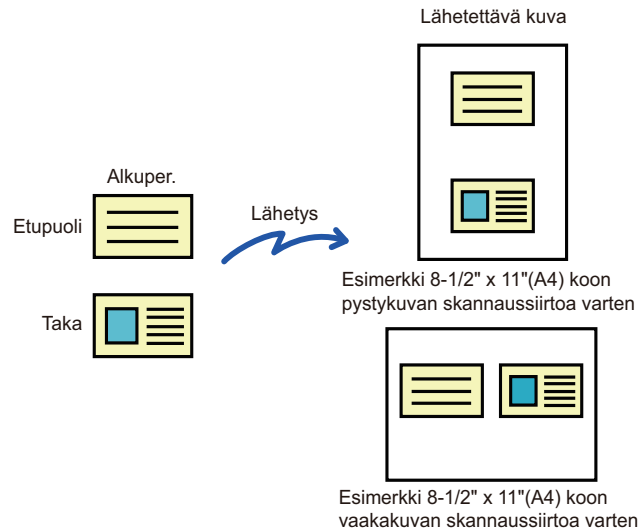 Lähetettävä kuva
Alkuper.
Etupuoli
Lähetys
Taka
Esimerkki 8-1/2" x 11"(A4) koon
pystykuvan skannaussiirtoa varten
Esimerkki 8-1/2" x 11"(A4) koon
vaakakuvan skannaussiirtoa varten